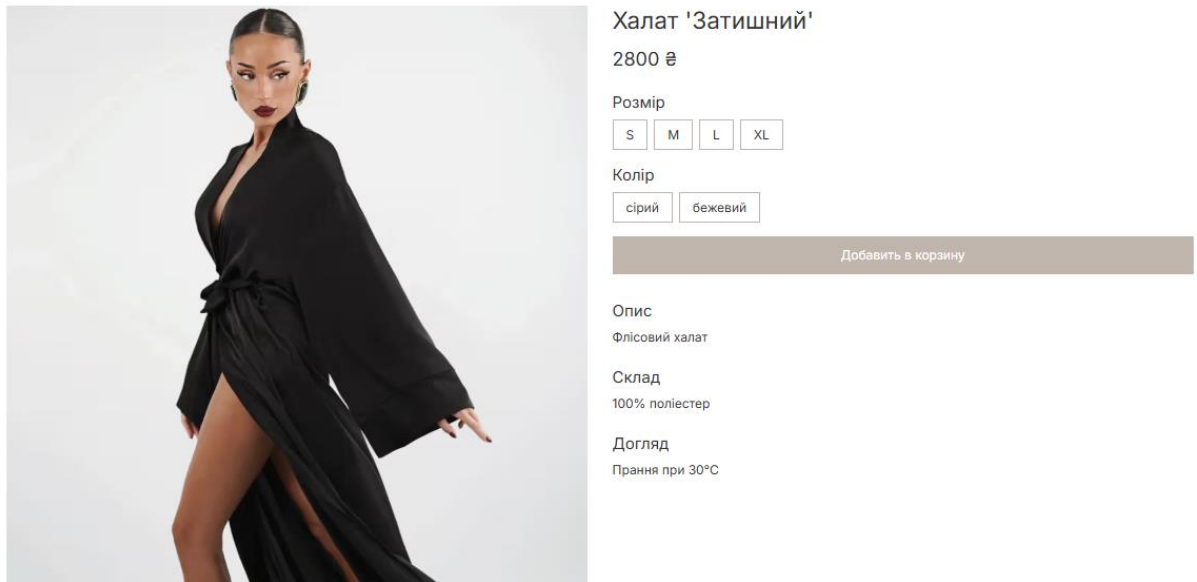 Халат 'Затишний'
2800 ₴
Розмір
S M L XL
Колір
сірий бежевий
Добавить в корзину
Опис
Флісовий халат
Склад
100% поліестер
Догляд
Прання при 30°C